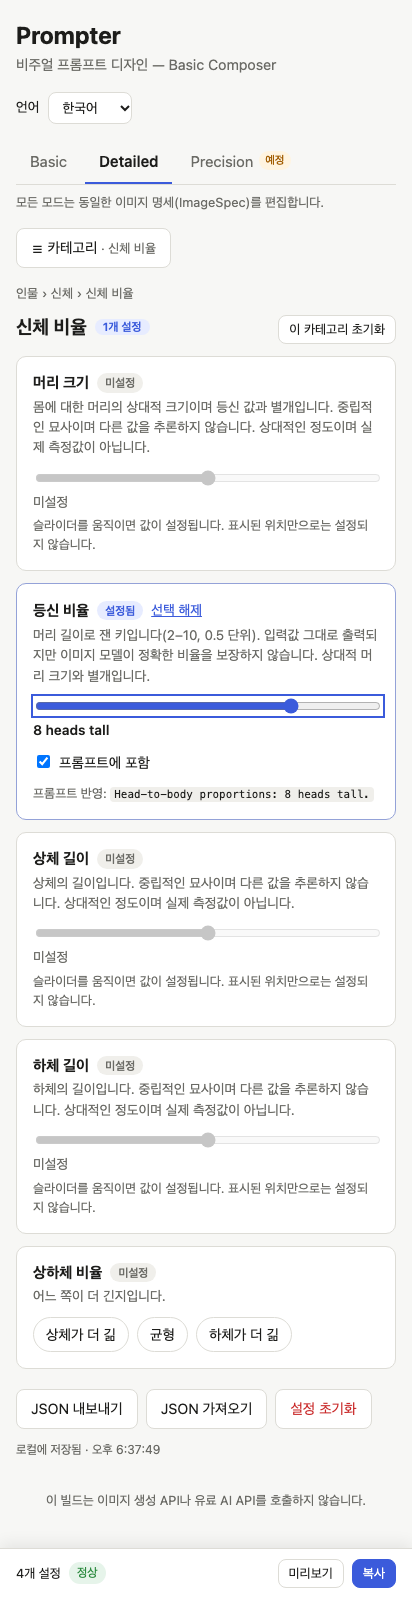 Prompter
비주얼 프롬프트 디자인 — Basic Composer
언어 한국어
Basic Detailed Precision 예정
모든 모드는 동일한 이미지 명세(ImageSpec)를 편집합니다.
≡ 카테고리 · 신체 비율
인물 › 신체 › 신체 비율
신체 비율 1개 설정 이 카테고리 초기화
머리 크기 미설정
몸에 대한 머리의 상대적 크기이며 등신 값과 별개입니다. 중립적
인 묘사이며 다른 값을 추론하지 않습니다. 상대적인 정도이며 실
제 측정값이 아닙니다.
미설정
슬라이더를 움직이면 값이 설정됩니다. 표시된 위치만으로는 설정되
지 않습니다.
등신 비율 설정됨 선택 해제
머리 길이로 잰 키입니다(2–10, 0.5 단위). 입력값 그대로 출력되
지만 이미지 모델이 정확한 비율을 보장하지 않습니다. 상대적 머
리 크기와 별개입니다.
8 heads tall
프롬프트에 포함
프롬프트 반영: Head-to-body proportions: 8 heads tall.
상체 길이 미설정
상체의 길이입니다. 중립적인 묘사이며 다른 값을 추론하지 않습
니다. 상대적인 정도이며 실제 측정값이 아닙니다.
미설정
슬라이더를 움직이면 값이 설정됩니다. 표시된 위치만으로는 설정되
지 않습니다.
하체 길이 미설정
하체의 길이입니다. 중립적인 묘사이며 다른 값을 추론하지 않습
니다. 상대적인 정도이며 실제 측정값이 아닙니다.
미설정
슬라이더를 움직이면 값이 설정됩니다. 표시된 위치만으로는 설정되
지 않습니다.
상하체 비율 미설정
어느 쪽이 더 긴지입니다.
상체가 더 긺 균형 하체가 더 긺
JSON 내보내기 JSON 가져오기 설정 초기화
로컬에 저장됨 · 오후 6:37:49
이 빌드는 이미지 생성 API나 유료 AI API를 호출하지 않습니다.
4개 설정 정상 미리보기 복사